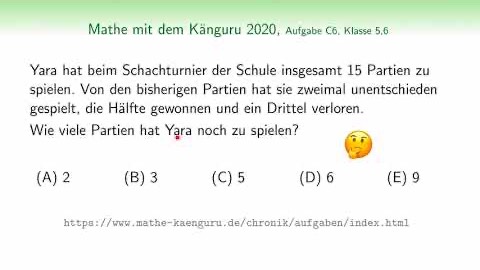 Mathe mit dem Känguru 2020, Aufgabe C6, Klasse 5,6
Yara hat beim Schachturnier der Schule insgesamt 15 Partien zu
spielen. Von den bisherigen Partien hat sie zweimal unentschieden
gespielt, die Hälfte gewonnen und ein Drittel verloren.
Wie viele Partien hat Yara noch zu spielen?
(A) 2 (B) 3 (C) 5 (D) 6 (E) 9
https://www.mathe-kaenguru.de/chronik/aufgaben/index.html